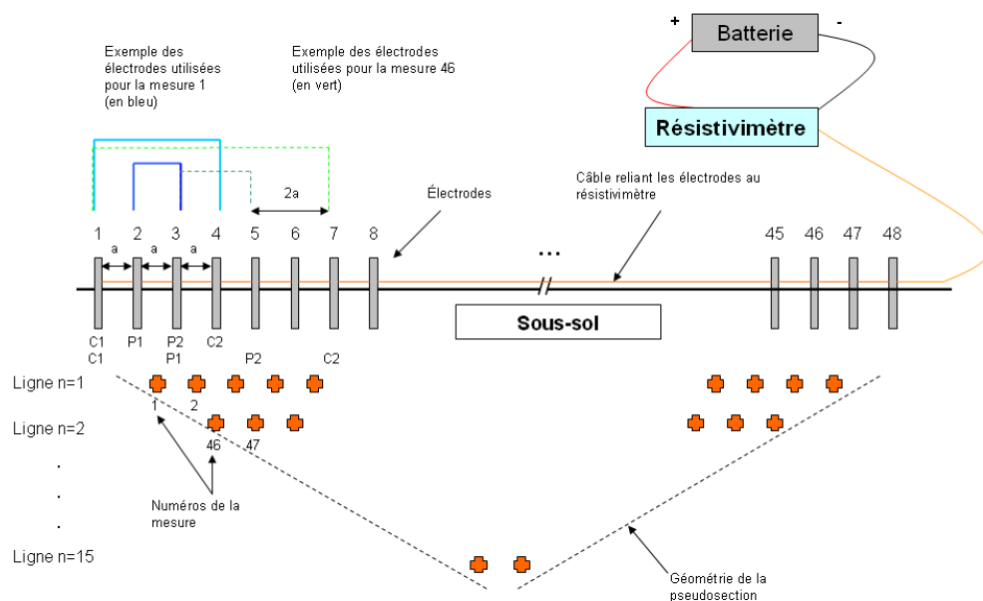 + -
Batterie
Exemple des
électrodes utilisées
pour la mesure 1
(en bleu)
Exemple des électrodes
utilisées pour la mesure 46
(en vert)
Résistivimètre
2a
Électrodes
Câble reliant les électrodes au
résistivimètre
1 2 3 4 5 6 7 8 ... 45 46 47 48
a a a
//
Sous-sol
C1 P1 P2 C2
C1 P1 P2 C2
Ligne n=1
1 2
Ligne n=2
46 47
.
.
.
Numéros de la
mesure
Ligne n=15
Géométrie de la
pseudosection